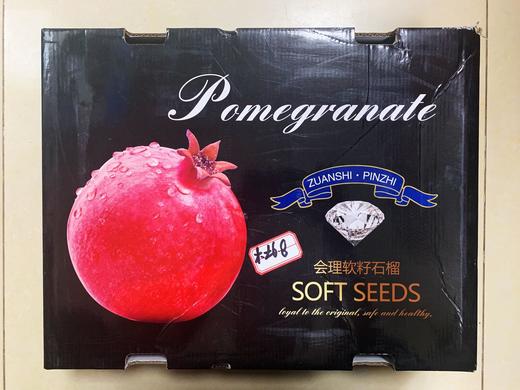 Pomegranate
ZUANSHI · PINZHI
会理软籽石榴
SOFT SEEDS
loyal to the original, safe and healthy.